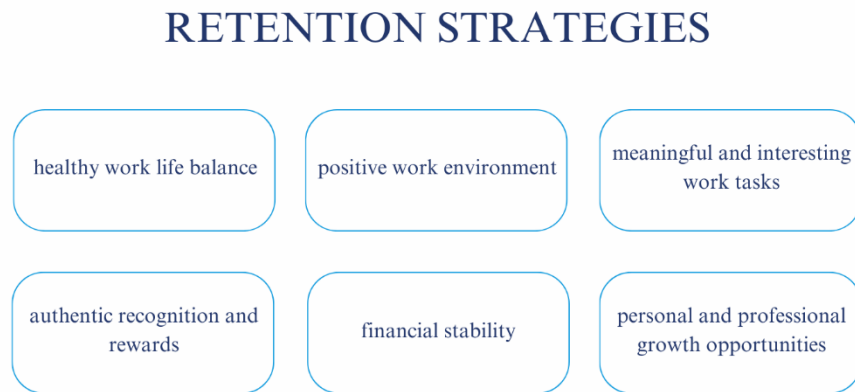 RETENTION STRATEGIES
healthy work life balance
positive work environment
meaningful and interesting
work tasks
authentic recognition and
rewards
financial stability
personal and professional
growth opportunities